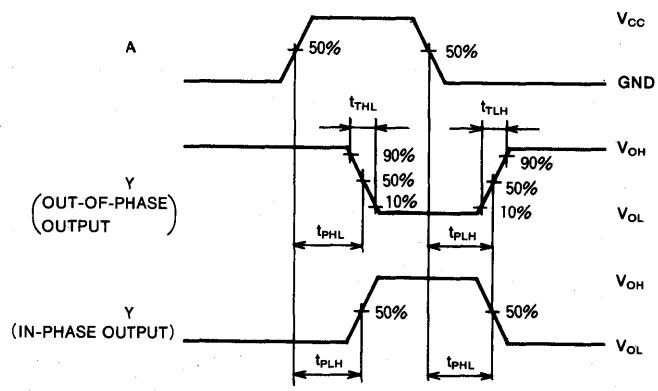 A
50%
50%
VCC
GND
tTHL
tTLH
Y
(OUT-OF-PHASE
OUTPUT)
90%
50%
10%
90%
50%
10%
VOH
VOL
tPHL
tPLH
Y
(IN-PHASE OUTPUT)
50%
50%
VOH
VOL
tPLH
tPHL